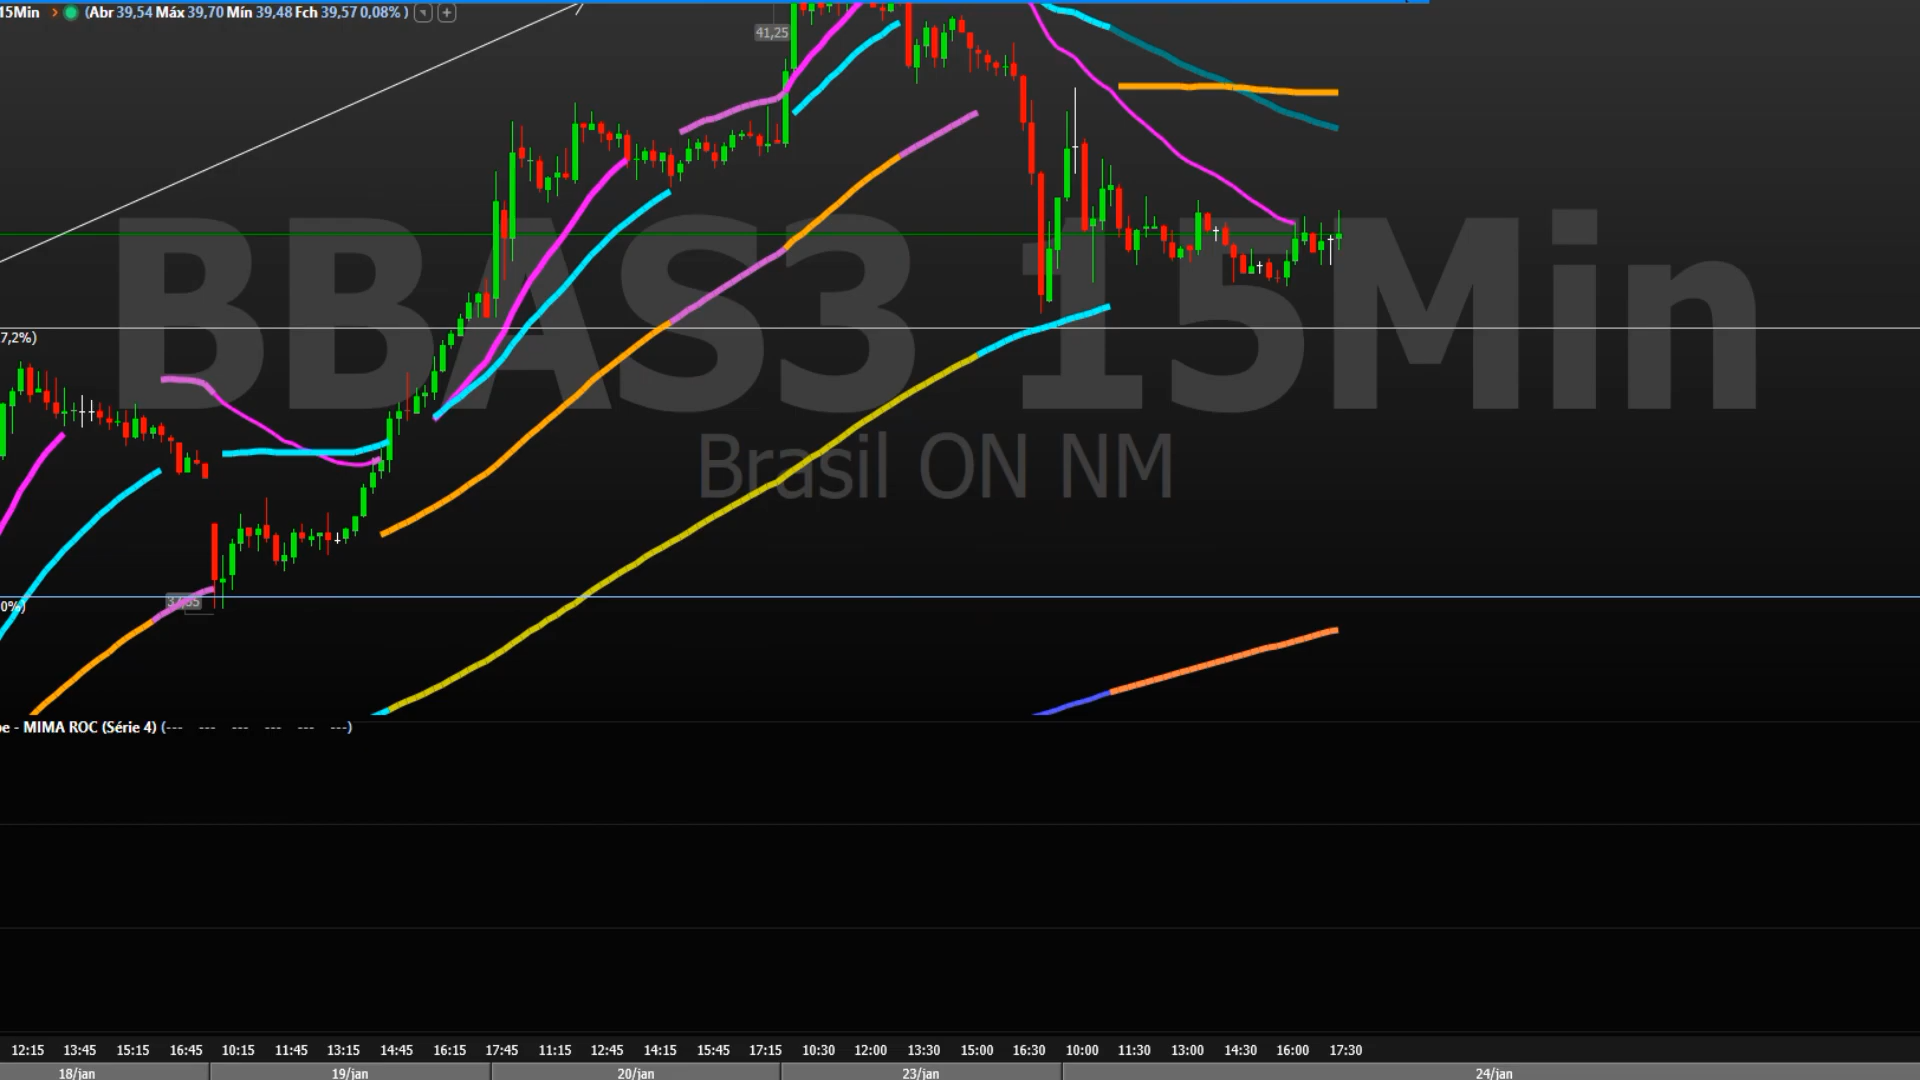 15Min (Abr 39,54 Máx 39,70 Mín 39,48 Fch 39,57 0,08% )
41,25
BBAS3 15Min
7,2%)
Brasil ON NM
37,65
0%)
- MIMA ROC (Série 4) (--- --- --- --- --- ---)
12:15 13:45 15:15 16:45 10:15 11:45 13:15 14:45 16:15 17:45 11:15 12:45 14:15 15:45 17:15 10:30 12:00 13:30 15:00 16:30 10:00 11:30 13:00 14:30 16:00 17:30
18/jan 19/jan 20/jan 23/jan 24/jan